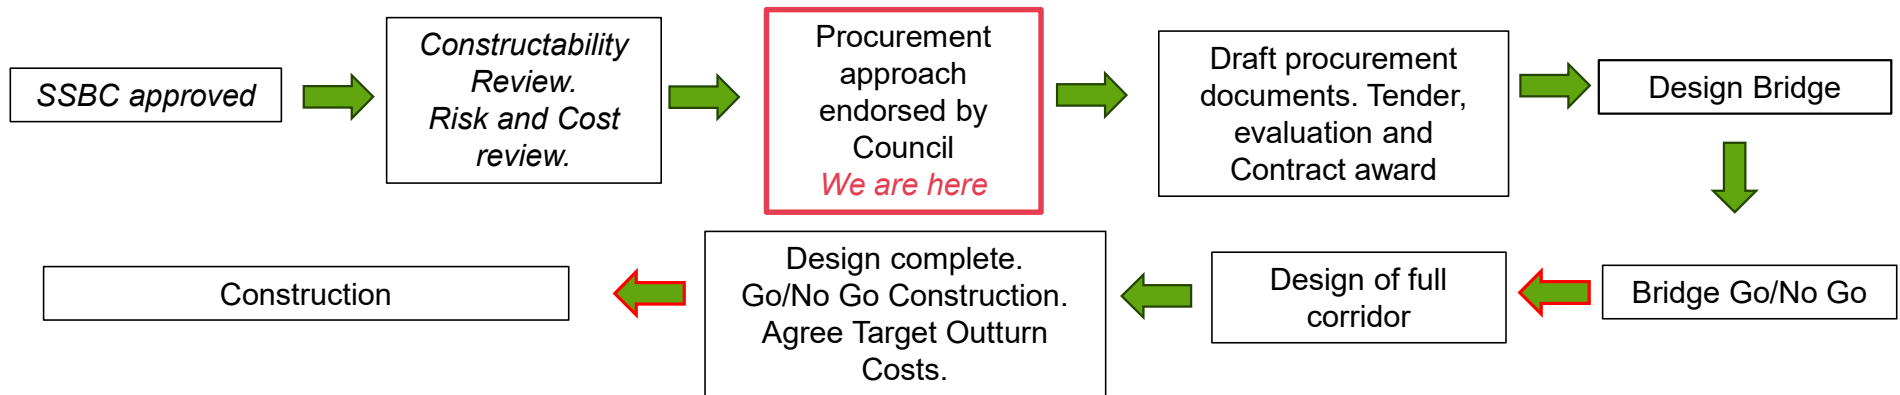 SSBC approved
Constructability
Review.
Risk and Cost
review.
Procurement
approach
endorsed by
Council
We are here
Draft procurement
documents. Tender,
evaluation and
Contract award
Design Bridge
Bridge Go/No Go
Design of full
corridor
Design complete.
Go/No Go Construction.
Agree Target Outturn
Costs.
Construction